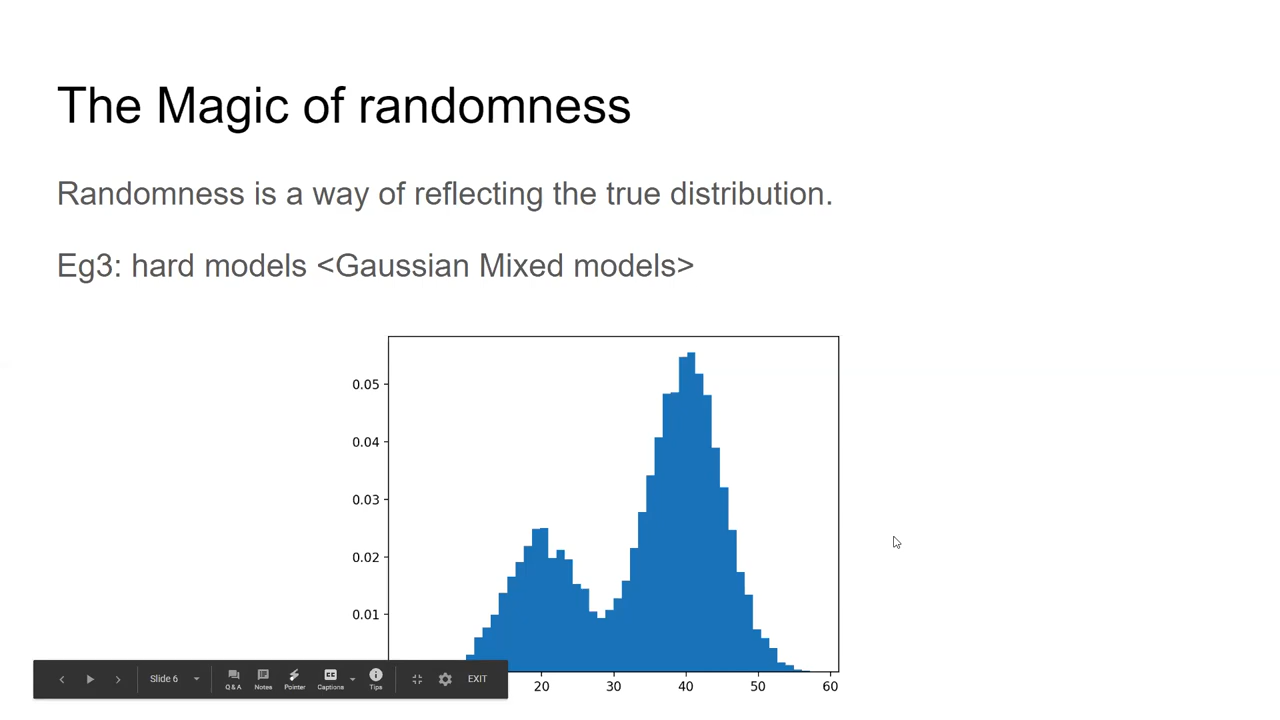 The Magic of randomness
Randomness is a way of reflecting the true distribution.
Eg3: hard models <Gaussian Mixed models>
0.05
0.04
0.03
0.02
0.01
20 30 40 50 60
Slide 6 Q&A Notes Pointer Captions Tips EXIT